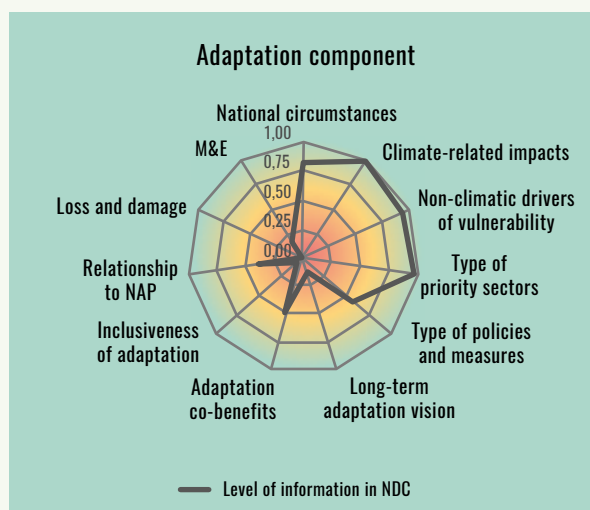 Adaptation component
National circumstances
1,00
0,75
0,50
0,25
0,00
Climate-related impacts
Non-climatic drivers
of vulnerability
Type of
priority sectors
Type of policies
and measures
Long-term
adaptation vision
Adaptation
co-benefits
Inclusiveness
of adaptation
Relationship
to NAP
Loss and damage
M&E
Level of information in NDC